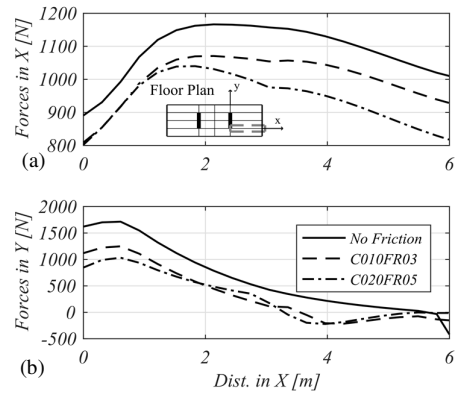 1200
1100
1000
900
800
Forces in X [N]
Floor Plan
y
x
(a)
0
2
4
6
2000
1500
1000
500
0
-500
Forces in Y [N]
No Friction
C010FR03
C020FR05
(b)
0
2
4
6
Dist. in X [m]